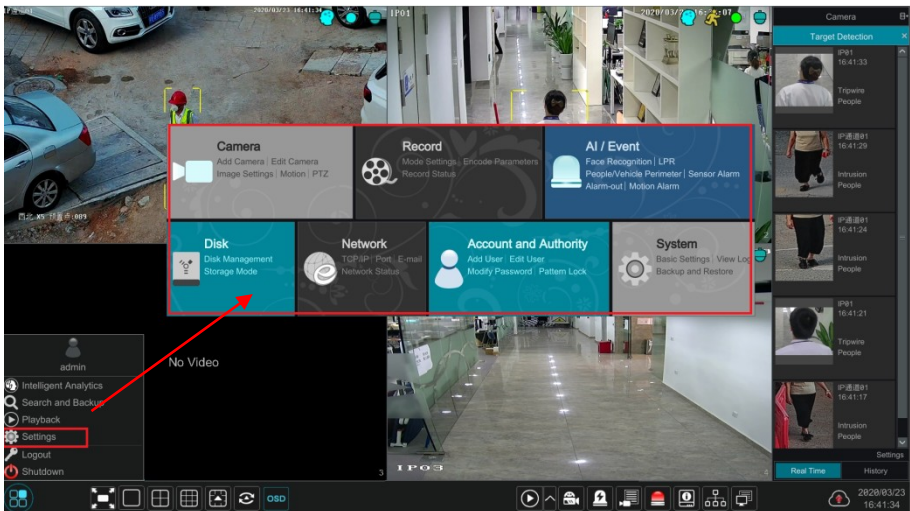 2020/03/23 16:41:34
IP01
Camera
Target Detection
IP01
16:41:33
Tripwire
People
IP通道01
16:41:29
Intrusion
People
IP通道01
16:41:24
Intrusion
People
IP01
16:41:21
Tripwire
People
IP通道01
16:41:17
Intrusion
People
Settings
Real Time
History
Camera
Add Camera | Edit Camera
Image Settings | Motion | PTZ
Record
Mode Settings | Encode Parameters
Record Status
AI / Event
Face Recognition | LPR
People/Vehicle Perimeter | Sensor Alarm
Alarm-out | Motion Alarm
Disk
Disk Management
Storage Mode
Network
TCP/IP | Port | E-mail
Network Status
Account and Authority
Add User | Edit User
Modify Password | Pattern Lock
System
Basic Settings | View Log
Backup and Restore
admin
Intelligent Analytics
Search and Backup
Playback
Settings
Logout
Shutdown
No Video
3
IP03
4
OSD
2020/03/23
16:41:34